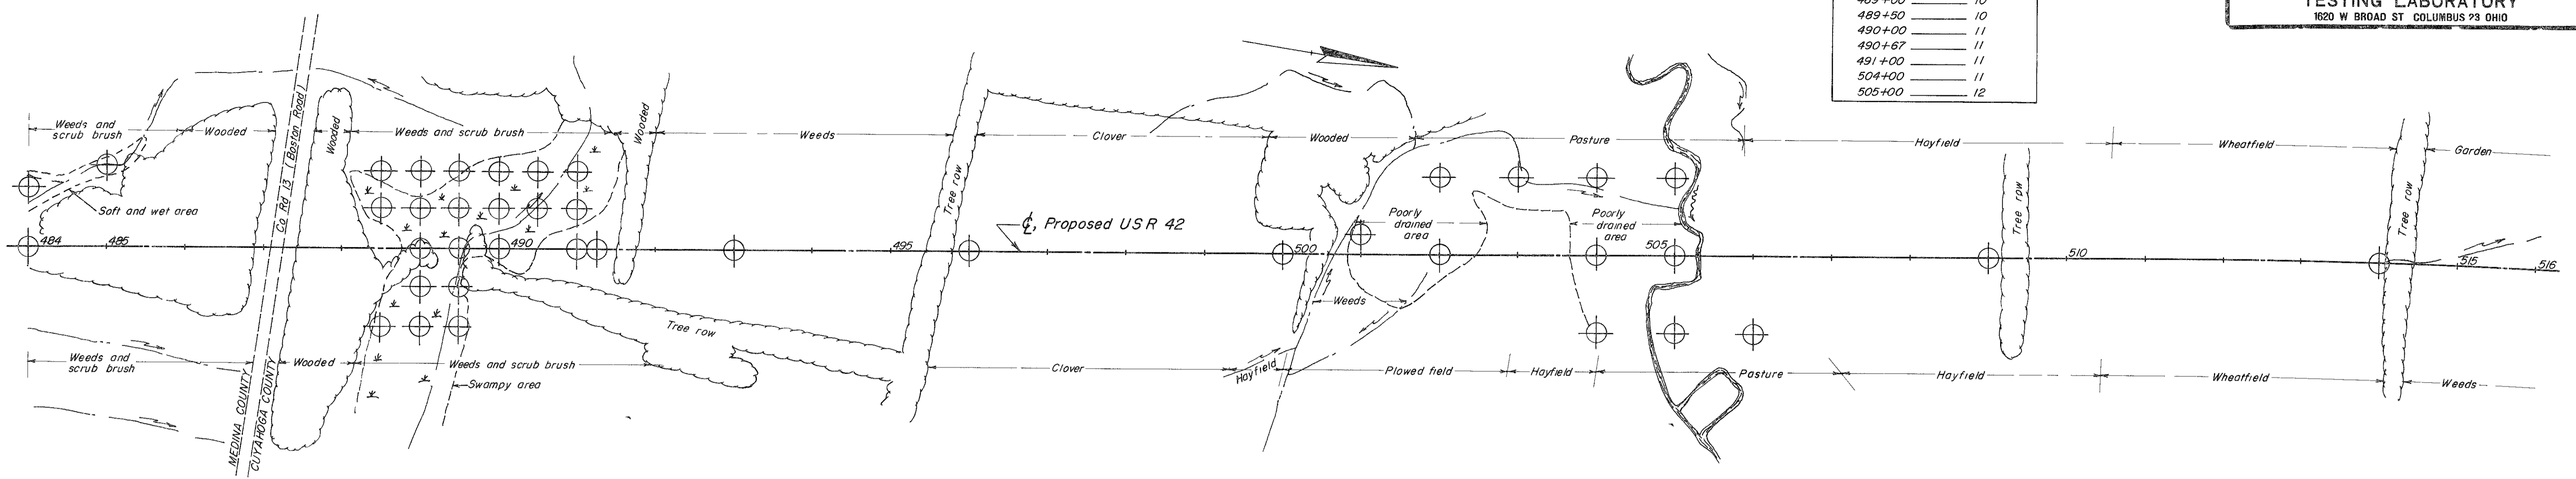 489+00 10
489+50 10
490+00 11
490+67 11
491+00 11
504+00 11
505+00 12
TESTING LABORATORY
1620 W BROAD ST COLUMBUS 23 OHIO
Weeds and
scrub brush
Wooded
Co Rd 13 (Boston Road)
Wooded
Weeds and scrub brush
Wooded
Weeds
Tree row
Clover
Wooded
Pasture
Hayfield
Wheatfield
Garden
Soft and wet area
Tree row
Tree row
Poorly
drained
area
Poorly
drained
area
℄, Proposed US R 42
484
485
490
495
500
505
510
515
516
Weeds
Tree row
Weeds and
scrub brush
Wooded
Weeds and scrub brush
Swampy area
Clover
Hayfield
Plowed field
Hayfield
Pasture
Hayfield
Wheatfield
Weeds
MEDINA COUNTY
CUYAHOGA COUNTY